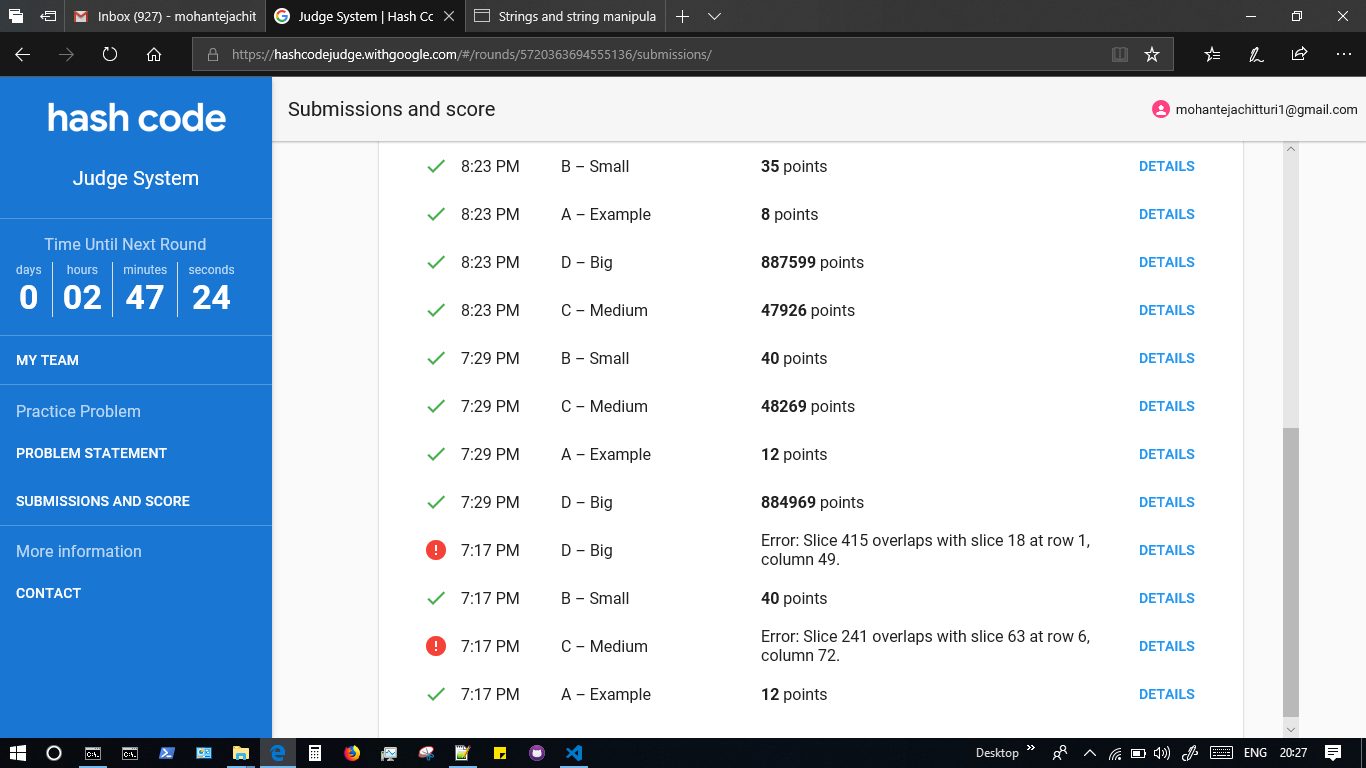 Inbox (927) - mohantejachit
Judge System | Hash Cc
Strings and string manipula
https://hashcodejudge.withgoogle.com/#/rounds/5720363694555136/submissions/
hash code
Judge System
Time Until Next Round
days hours minutes seconds
0 02 47 24
MY TEAM
Practice Problem
PROBLEM STATEMENT
SUBMISSIONS AND SCORE
More information
CONTACT
Submissions and score
mohantejachitturi1@gmail.com
8:23 PM B – Small 35 points DETAILS
8:23 PM A – Example 8 points DETAILS
8:23 PM D – Big 887599 points DETAILS
8:23 PM C – Medium 47926 points DETAILS
7:29 PM B – Small 40 points DETAILS
7:29 PM C – Medium 48269 points DETAILS
7:29 PM A – Example 12 points DETAILS
7:29 PM D – Big 884969 points DETAILS
7:17 PM D – Big Error: Slice 415 overlaps with slice 18 at row 1, DETAILS
column 49.
7:17 PM B – Small 40 points DETAILS
7:17 PM C – Medium Error: Slice 241 overlaps with slice 63 at row 6, DETAILS
column 72.
7:17 PM A – Example 12 points DETAILS
Desktop ENG 20:27